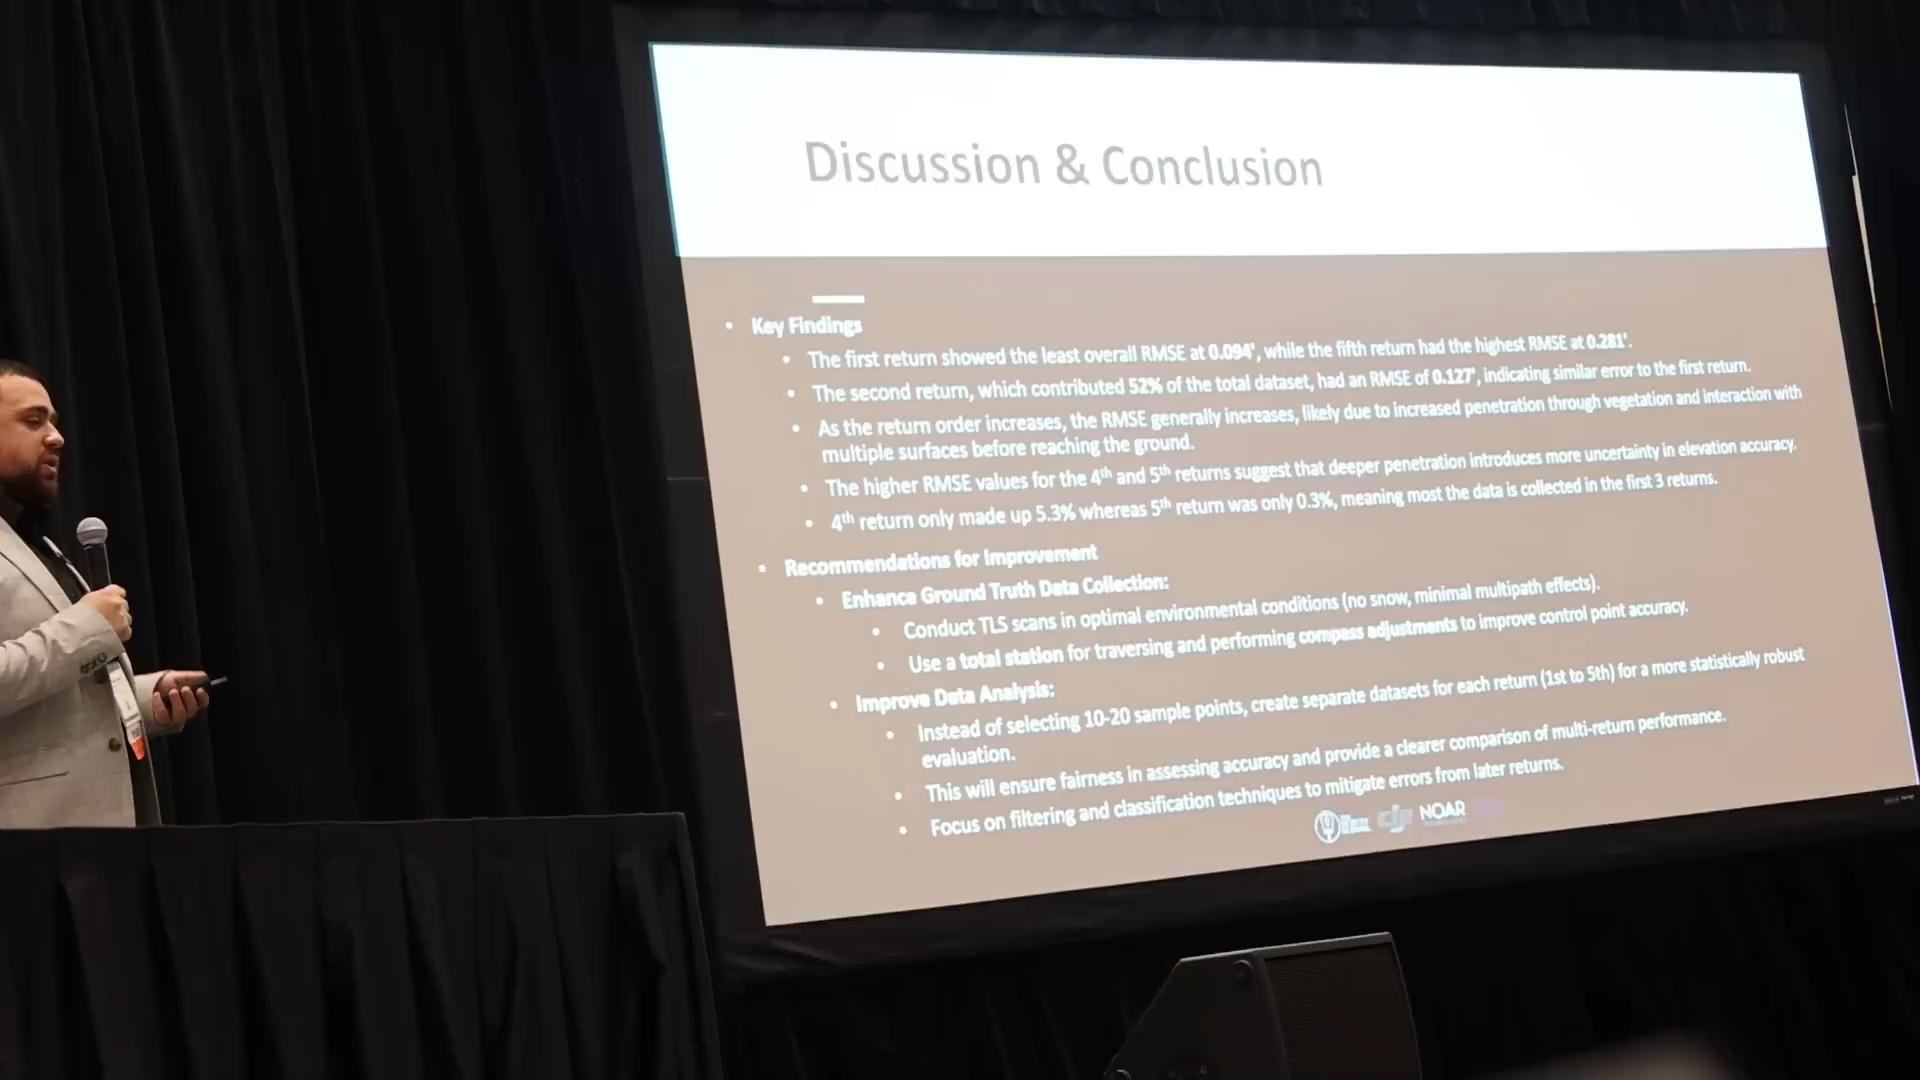 Discussion & Conclusion
• Key Findings
• The first return showed the least overall RMSE at 0.094', while the fifth return had the highest RMSE at 0.281'.
• The second return, which contributed 52% of the total dataset, had an RMSE of 0.127', indicating similar error to the first return.
• As the return order increases, the RMSE generally increases, likely due to increased penetration through vegetation and interaction with
multiple surfaces before reaching the ground.
• The higher RMSE values for the 4th and 5th returns suggest that deeper penetration introduces more uncertainty in elevation accuracy.
• 4th return only made up 5.3% whereas 5th return was only 0.3%, meaning most the data is collected in the first 3 returns.
• Recommendations for Improvement
• Enhance Ground Truth Data Collection:
• Conduct TLS scans in optimal environmental conditions (no snow, minimal multipath effects).
• Use a total station for traversing and performing compass adjustments to improve control point accuracy.
• Improve Data Analysis:
• Instead of selecting 10-20 sample points, create separate datasets for each return (1st to 5th) for a more statistically robust
evaluation.
• This will ensure fairness in assessing accuracy and provide a clearer comparison of multi-return performance.
• Focus on filtering and classification techniques to mitigate errors from later returns.
dji NOAR